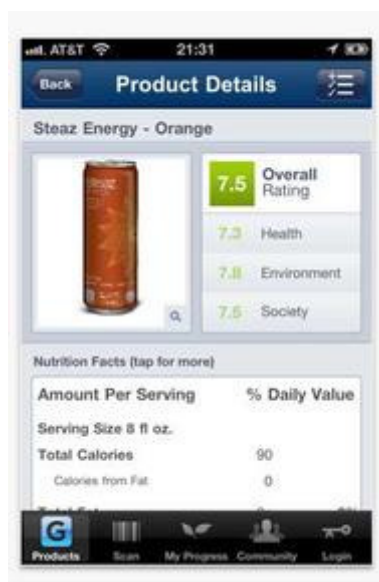 AT&T 21:31
Back Product Details
Steaz Energy - Orange
steaz
7.5 Overall Rating
7.3 Health
7.8 Environment
7.5 Society
Nutrition Facts (tap for more)
Amount Per Serving % Daily Value
Serving Size 8 fl oz.
Total Calories 90
Calories from Fat 0
G
Products Scan My Progress Community Login